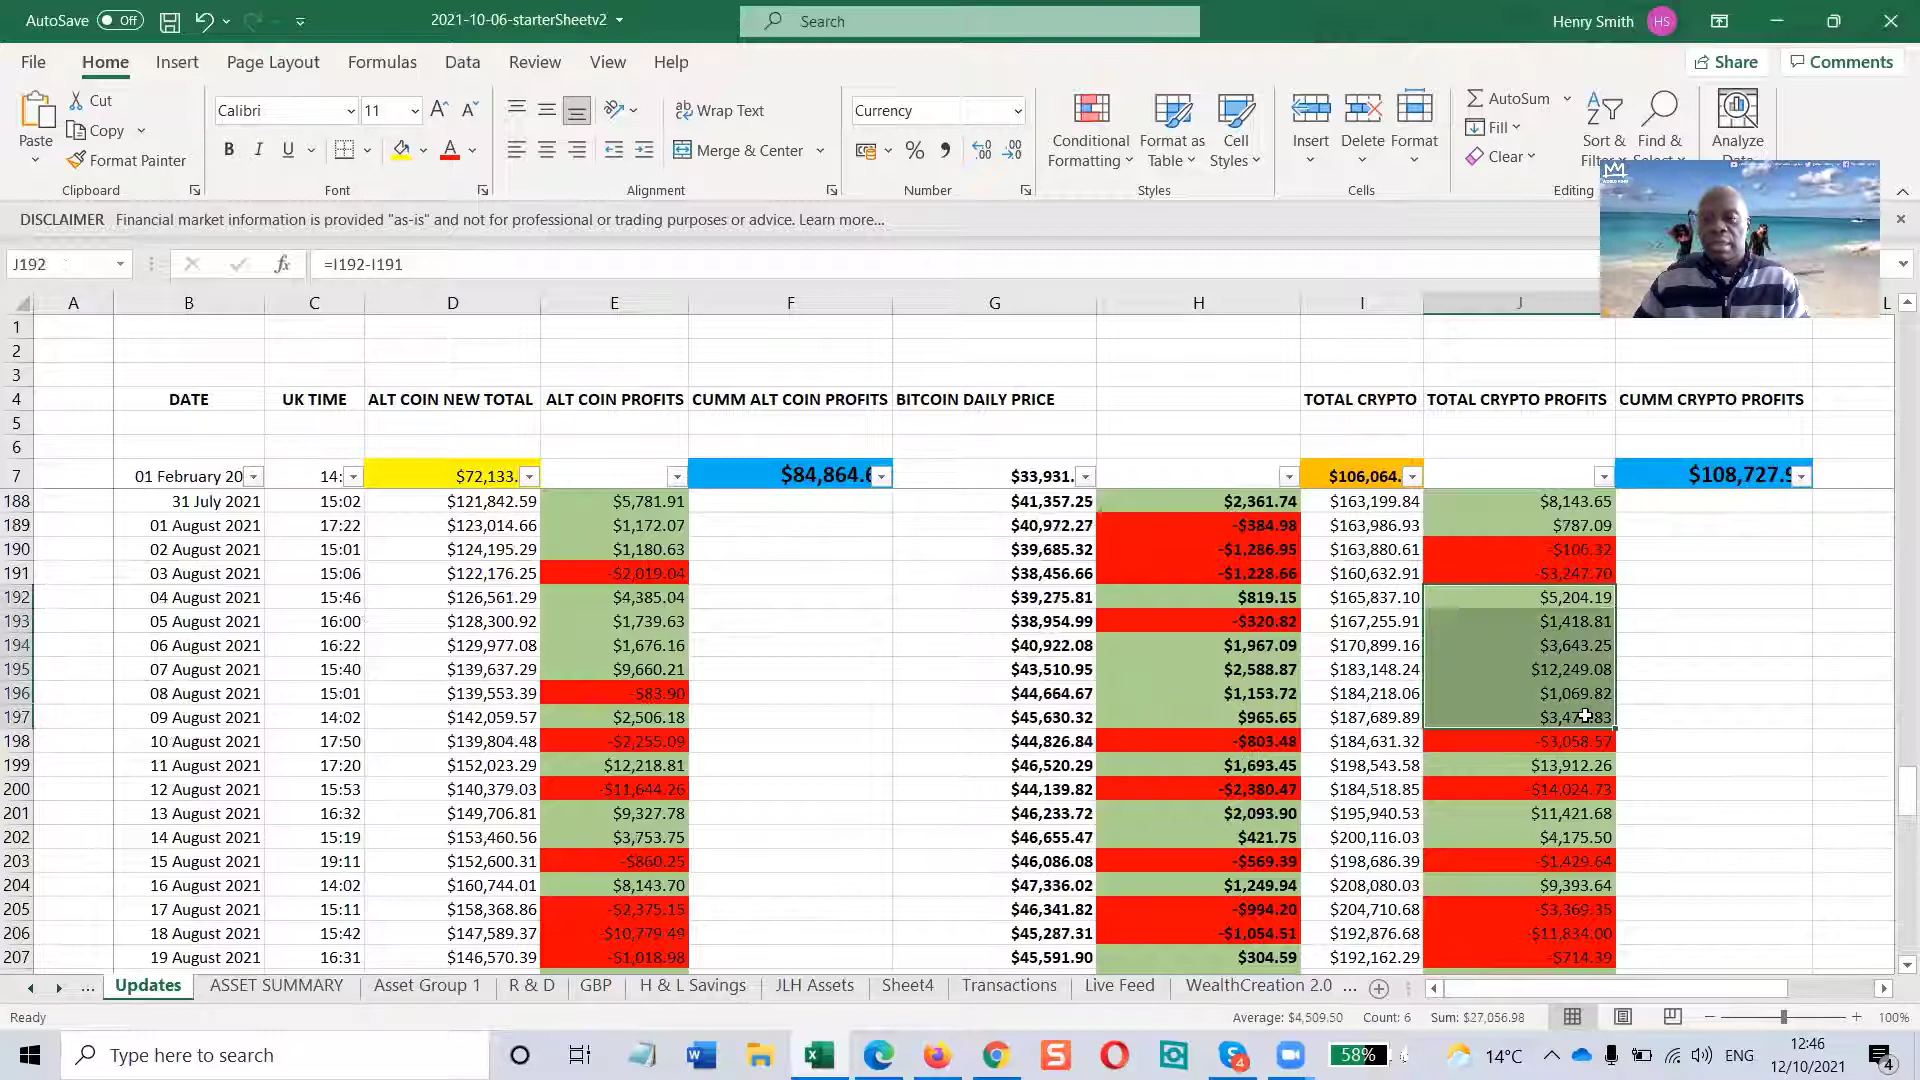 AutoSave Off 2021-10-06-starterSheetv2 Search Henry Smith HS
File Home Insert Page Layout Formulas Data Review View Help Share Comments
Paste Cut Copy Format Painter Clipboard
Calibri 11 B I U Font
Wrap Text Merge & Center Alignment
Currency Number
Conditional Formatting Format as Table Cell Styles Styles
Insert Delete Format Cells
AutoSum Fill Clear Sort & Find & Editing
Analyze
DISCLAIMER Financial market information is provided "as-is" and not for professional or trading purposes or advice. Learn more...
J192 fx =I192-I191
A B C D E F G H I J L
1
2
3
4 DATE UK TIME ALT COIN NEW TOTAL ALT COIN PROFITS CUMM ALT COIN PROFITS BITCOIN DAILY PRICE TOTAL CRYPTO TOTAL CRYPTO PROFITS CUMM CRYPTO PROFITS
5
6
7 01 February 20 14: $72,133. $84,864. $33,931. $106,064. $108,727.
188 31 July 2021 15:02 $121,842.59 $5,781.91 $41,357.25 $2,361.74 $163,199.84 $8,143.65
189 01 August 2021 17:22 $123,014.66 $1,172.07 $40,972.27 -$384.98 $163,986.93 $787.09
190 02 August 2021 15:01 $124,195.29 $1,180.63 $39,685.32 -$1,286.95 $163,880.61 -$106.32
191 03 August 2021 15:06 $122,176.25 -$2,019.04 $38,456.66 -$1,228.66 $160,632.91 -$3,247.70
192 04 August 2021 15:46 $126,561.29 $4,385.04 $39,275.81 $819.15 $165,837.10 $5,204.19
193 05 August 2021 16:00 $128,300.92 $1,739.63 $38,954.99 -$320.82 $167,255.91 $1,418.81
194 06 August 2021 16:22 $129,977.08 $1,676.16 $40,922.08 $1,967.09 $170,899.16 $3,643.25
195 07 August 2021 15:40 $139,637.29 $9,660.21 $43,510.95 $2,588.87 $183,148.24 $12,249.08
196 08 August 2021 15:01 $139,553.39 -583.90 $44,664.67 $1,153.72 $184,218.06 $1,069.82
197 09 August 2021 14:02 $142,059.57 $2,506.18 $45,630.32 $965.65 $187,689.89
198 10 August 2021 17:50 $139,804.48 -$2,255.09 $44,826.84 -$803.48 $184,631.32 -$3,058.57
199 11 August 2021 17:20 $152,023.29 $12,218.81 $46,520.29 $1,693.45 $198,543.58 $13,912.26
200 12 August 2021 15:53 $140,379.03 -$11,644.26 $44,139.82 -$2,380.47 $184,518.85 -$14,024.73
201 13 August 2021 16:32 $149,706.81 $9,327.78 $46,233.72 $2,093.90 $195,940.53 $11,421.68
202 14 August 2021 15:19 $153,460.56 $3,753.75 $46,655.47 $421.75 $200,116.03 $4,175.50
203 15 August 2021 19:11 $152,600.31 -$860.25 $46,086.08 -$569.39 $198,686.39 -$1,429.64
204 16 August 2021 14:02 $160,744.01 $8,143.70 $47,336.02 $1,249.94 $208,080.03 $9,393.64
205 17 August 2021 15:11 $158,368.86 -$2,375.15 $46,341.82 -$994.20 $204,710.68 -$3,369.35
206 18 August 2021 15:42 $147,589.37 -$10,779.49 $45,287.31 -$1,054.51 $192,876.68 -$11,834.00
207 19 August 2021 16:31 $146,570.39 -$1,018.98 $45,591.90 $304.59 $192,162.29 -$714.39
... Updates ASSET SUMMARY Asset Group 1 R & D GBP H & L Savings JLH Assets Sheet4 Transactions Live Feed WealthCreation 2.0 ...
Ready Average: $4,509.50 Count: 6 Sum: $27,056.98 100%
Type here to search 58% 14°C ENG 12:46
12/10/2021 4